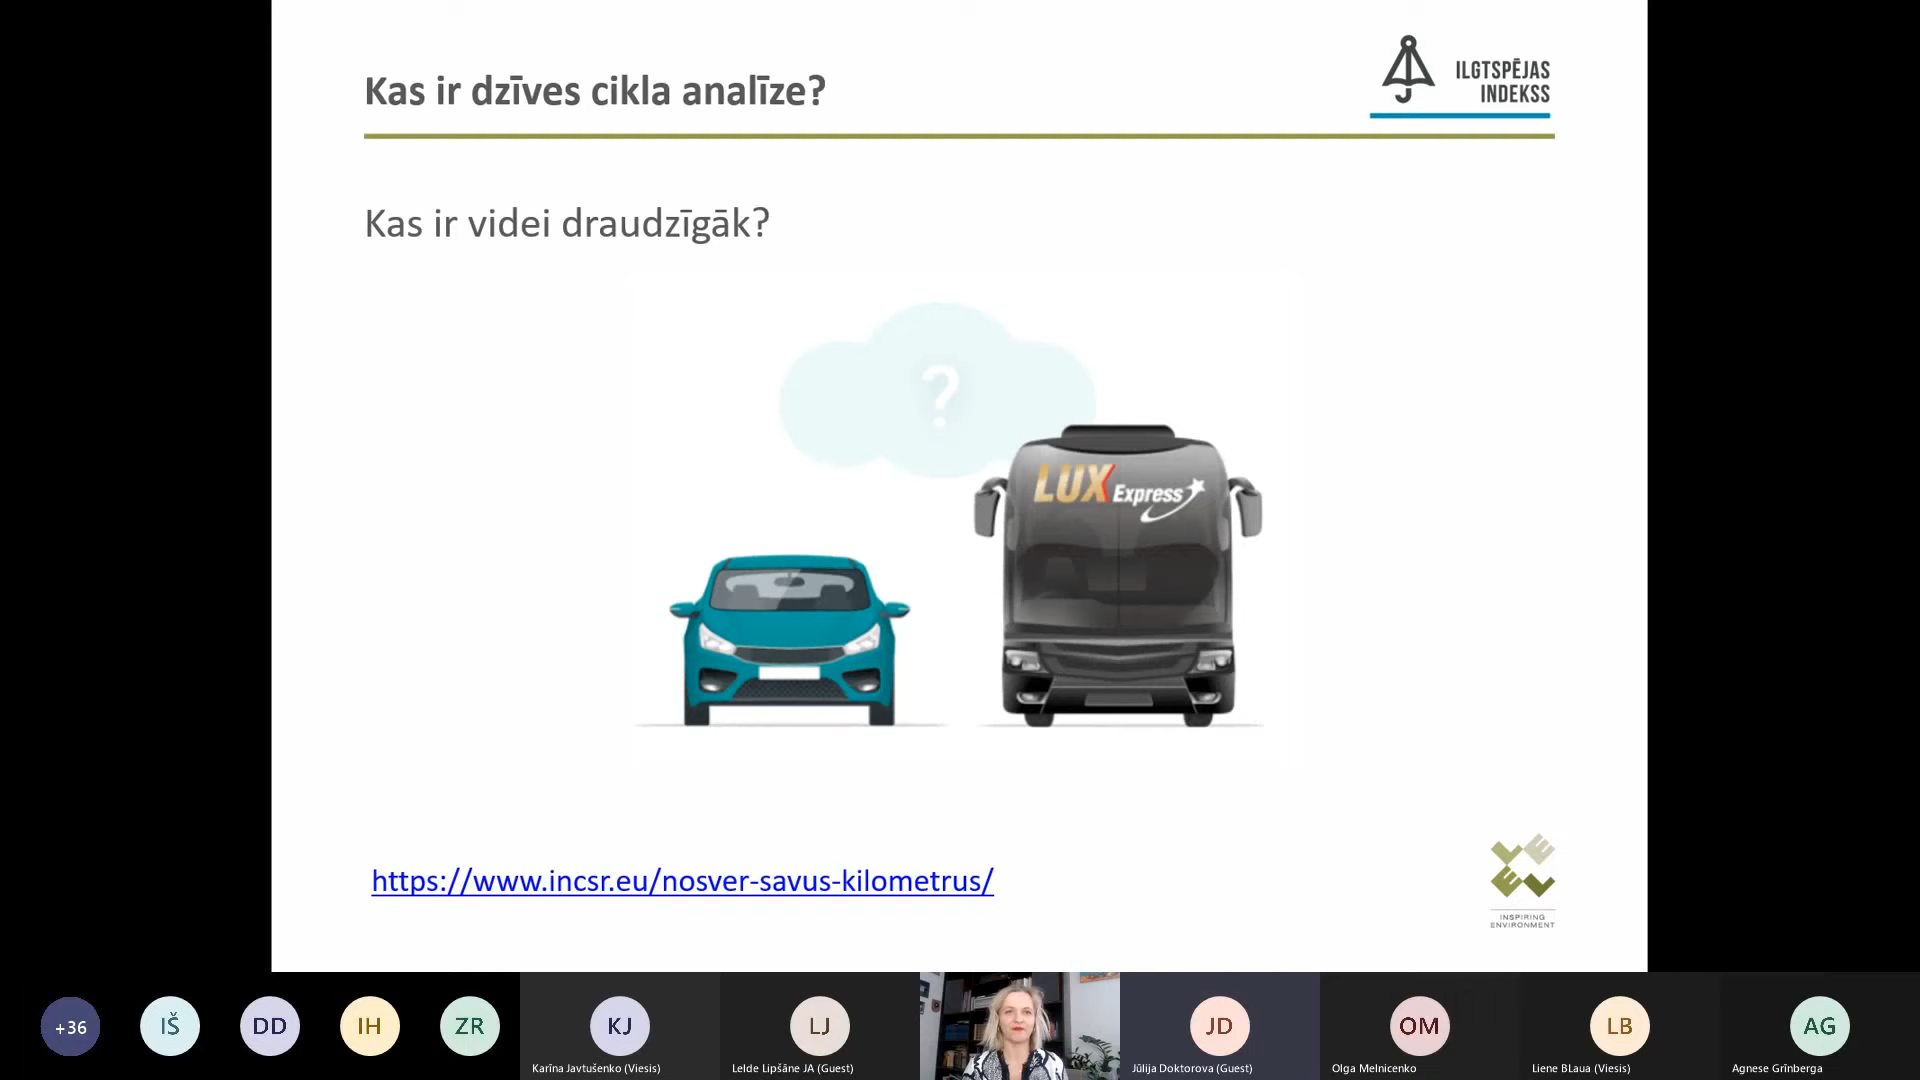 Kas ir dzīves cikla analīze?
ILGTSPĒJAS
INDEKSS
Kas ir videi draudzīgāk?
?
LUX Express
https://www.incsr.eu/nosver-savus-kilometrus/
INSPIRING
ENVIRONMENT
+36
IŠ
DD
IH
ZR
KJ
Karīna Javtušenko (Viesis)
LJ
Lelde Lipšāne JA (Guest)
JD
Jūlija Doktorova (Guest)
OM
Olga Melnicenko
LB
Liene BLaua (Viesis)
AG
Agnese Grīnberga